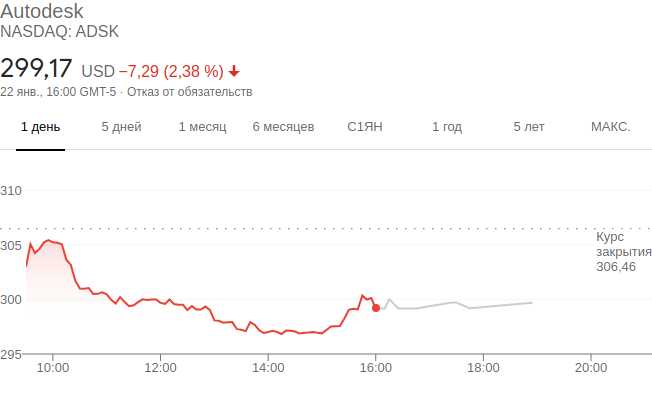 Autodesk
NASDAQ: ADSK
299,17 USD −7,29 (2,38 %)
22 янв., 16:00 GMT-5 · Отказ от обязательств
1 день 5 дней 1 месяц 6 месяцев С1ЯН 1 год 5 лет МАКС.
310
305
300
295
Курс
закрытия
306,46
10:00 12:00 14:00 16:00 18:00 20:00